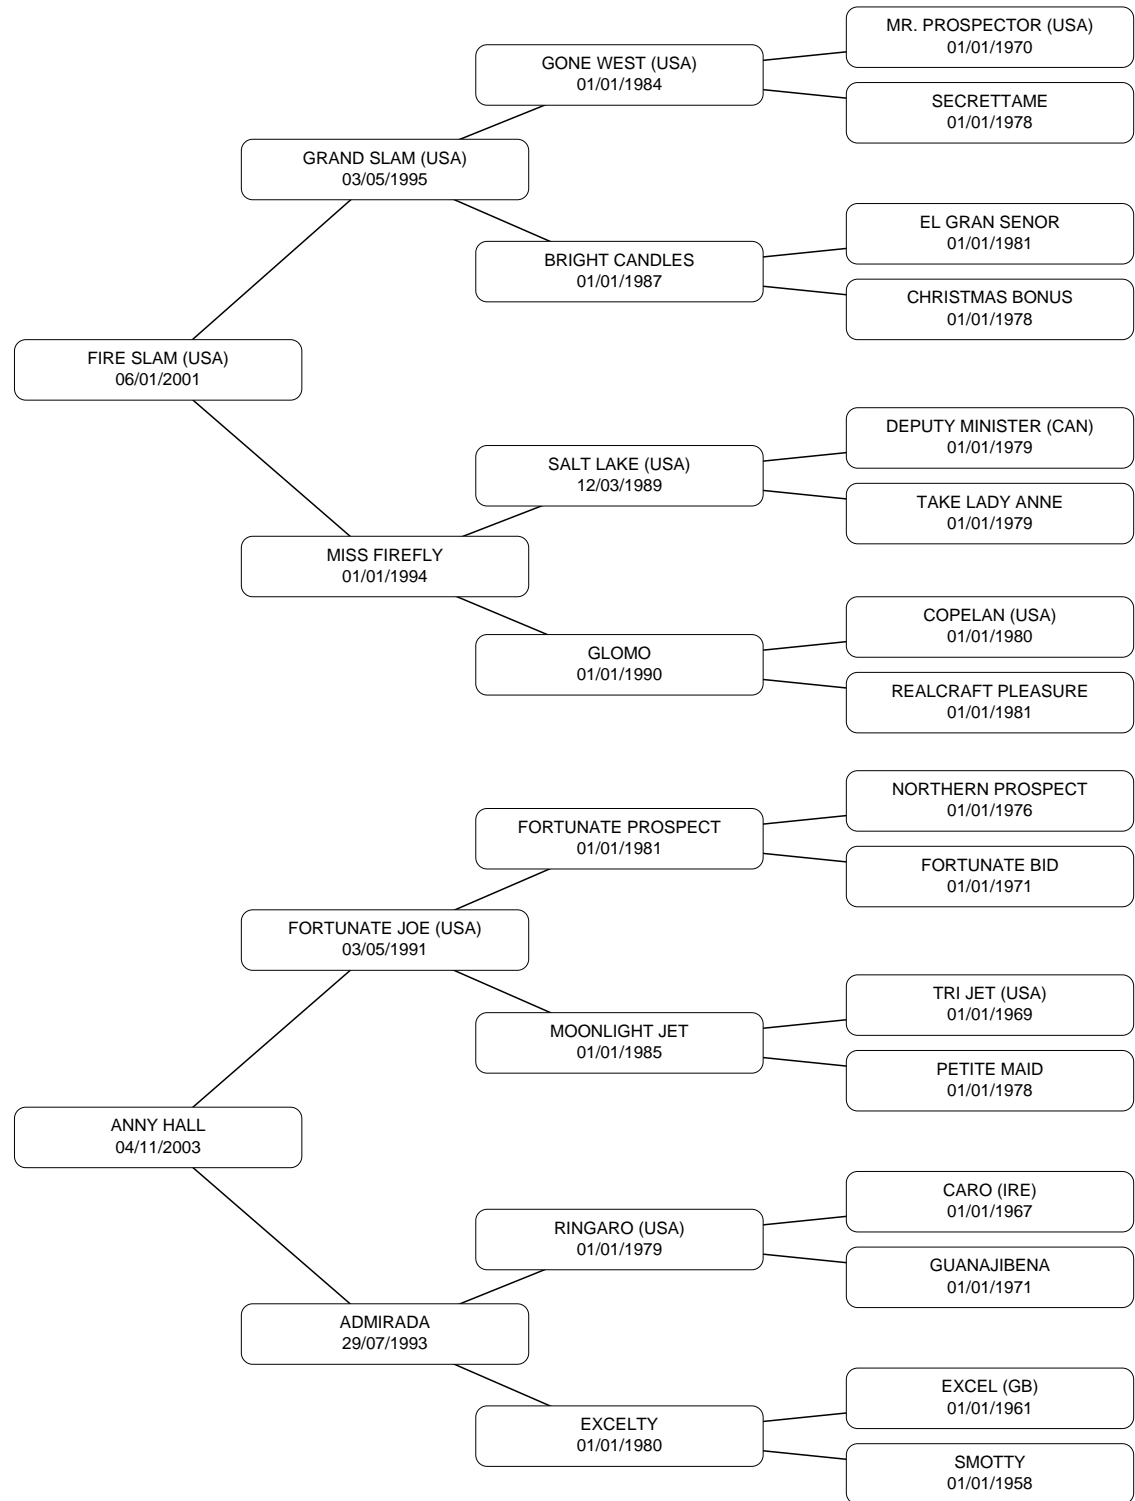 MR. PROSPECTOR (USA)
01/01/1970
GONE WEST (USA)
01/01/1984
SECRETTAME
01/01/1978
GRAND SLAM (USA)
03/05/1995
EL GRAN SENOR
01/01/1981
BRIGHT CANDLES
01/01/1987
CHRISTMAS BONUS
01/01/1978
FIRE SLAM (USA)
06/01/2001
DEPUTY MINISTER (CAN)
01/01/1979
SALT LAKE (USA)
12/03/1989
TAKE LADY ANNE
01/01/1979
MISS FIREFLY
01/01/1994
COPELAN (USA)
01/01/1980
GLOMO
01/01/1990
REALCRAFT PLEASURE
01/01/1981
NORTHERN PROSPECT
01/01/1976
FORTUNATE PROSPECT
01/01/1981
FORTUNATE BID
01/01/1971
FORTUNATE JOE (USA)
03/05/1991
TRI JET (USA)
01/01/1969
MOONLIGHT JET
01/01/1985
PETITE MAID
01/01/1978
ANNY HALL
04/11/2003
CARO (IRE)
01/01/1967
RINGARO (USA)
01/01/1979
GUANAJIBENA
01/01/1971
ADMIRADA
29/07/1993
EXCEL (GB)
01/01/1961
EXCELTY
01/01/1980
SMOTTY
01/01/1958